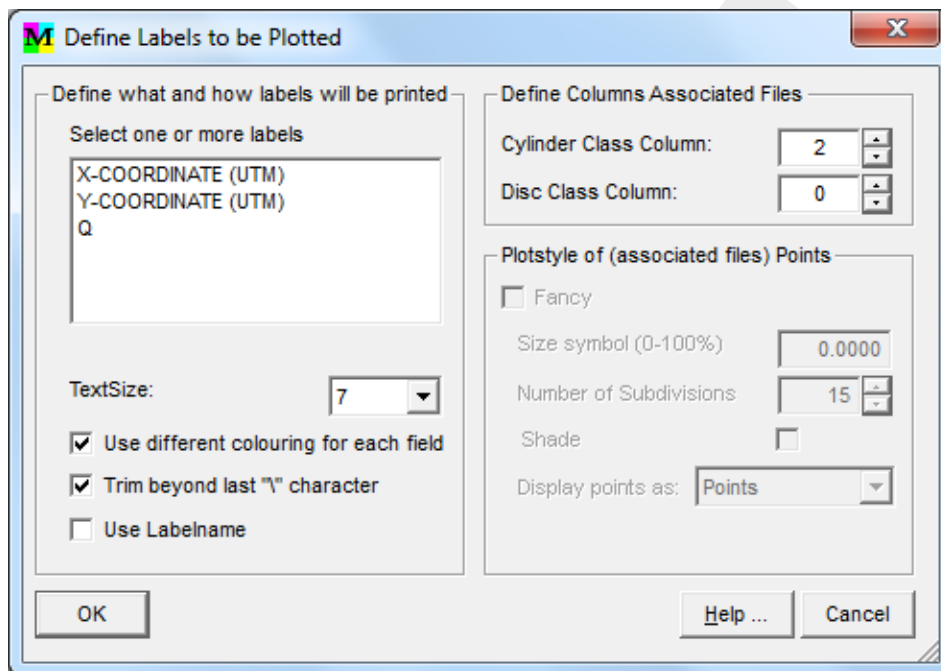 M Define Labels to be Plotted
x
Define what and how labels will be printed
Select one or more labels
X-COORDINATE (UTM)
Y-COORDINATE (UTM)
Q
TextSize: 7
Use different colouring for each field
Trim beyond last "\" character
Use Labelname
Define Columns Associated Files
Cylinder Class Column: 2
Disc Class Column: 0
Plotstyle of (associated files) Points
Fancy
Size symbol (0-100%) 0.0000
Number of Subdivisions 15
Shade
Display points as: Points
OK Help ... Cancel